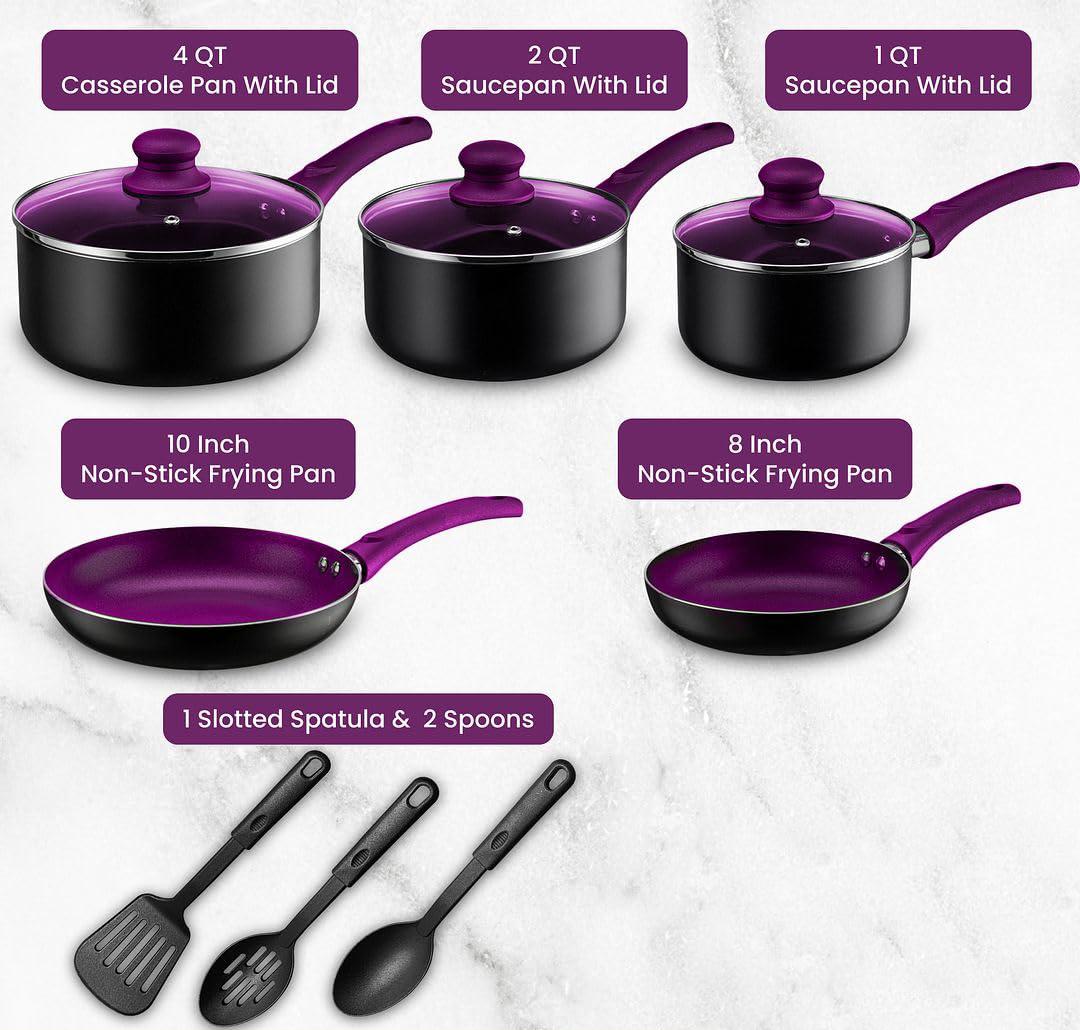 4 QT
Casserole Pan With Lid
2 QT
Saucepan With Lid
1 QT
Saucepan With Lid
10 Inch
Non-Stick Frying Pan
8 Inch
Non-Stick Frying Pan
1 Slotted Spatula & 2 Spoons